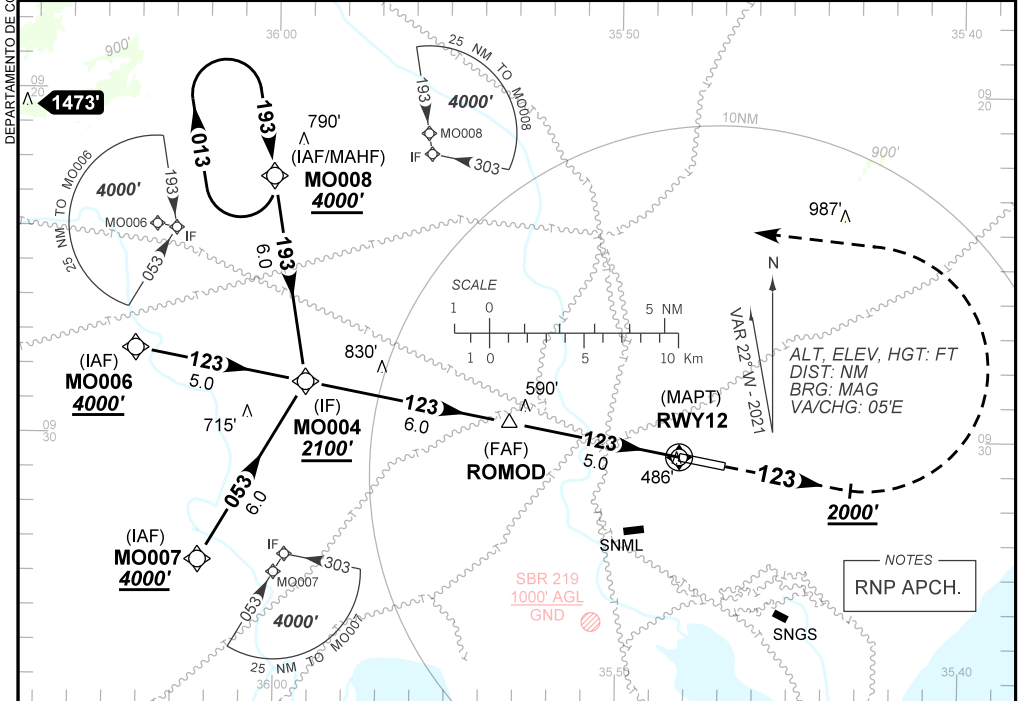 DEPARTAMENTO DE CO
36 00
35 50
35 40
900'
09
20
1473'
25 NM TO MO008
193
4000'
MO008
IF
303
193
013
790'
(IAF/MAHF)
MO008
4000'
10NM
09
20
900'
25 NM TO MO006
4000'
193
MO006
IF
053
987'
193
6.0
SCALE
1 0 5 NM
1 0 5 10 Km
N
VAR 22° W - 2021
ALT, ELEV, HGT: FT
DIST: NM
BRG: MAG
VA/CHG: 05'E
(IAF)
MO006
4000'
123
5.0
830'
(IF)
MO004
2100'
123
6.0
590'
(FAF)
ROMOD
123
5.0
(MAPT)
RWY12
486'
123
2000'
715'
09
30
09
30
053
6.0
(IAF)
MO007
4000'
IF
303
MO007
053
4000'
25 NM TO MO007
SNML
SBR 219
1000' AGL
GND
NOTES
RNP APCH.
SNGS
36 00
35 50
35 40